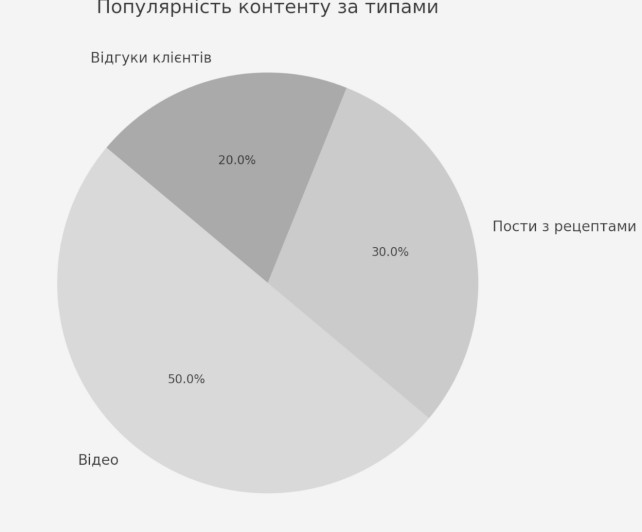 Популярність контенту за типами
Відгуки клієнтів
20.0%
Пости з рецептами
30.0%
50.0%
Відео